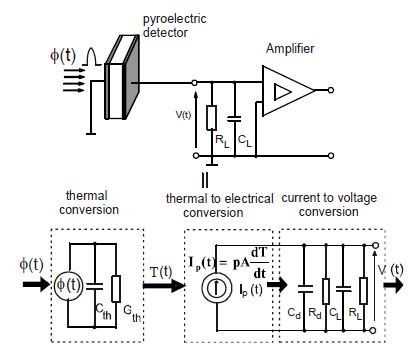 pyroelectric
detector
ϕ(t)
Amplifier
V(t)
R_L C_L
=
thermal
conversion
thermal to electrical
conversion
current to voltage
conversion
ϕ(t)
ϕ(t)
C_th
G_th
T(t)
I_p(t) = pA dT/dt
I_p (t)
C_d R_d C_L R_L
V (t)